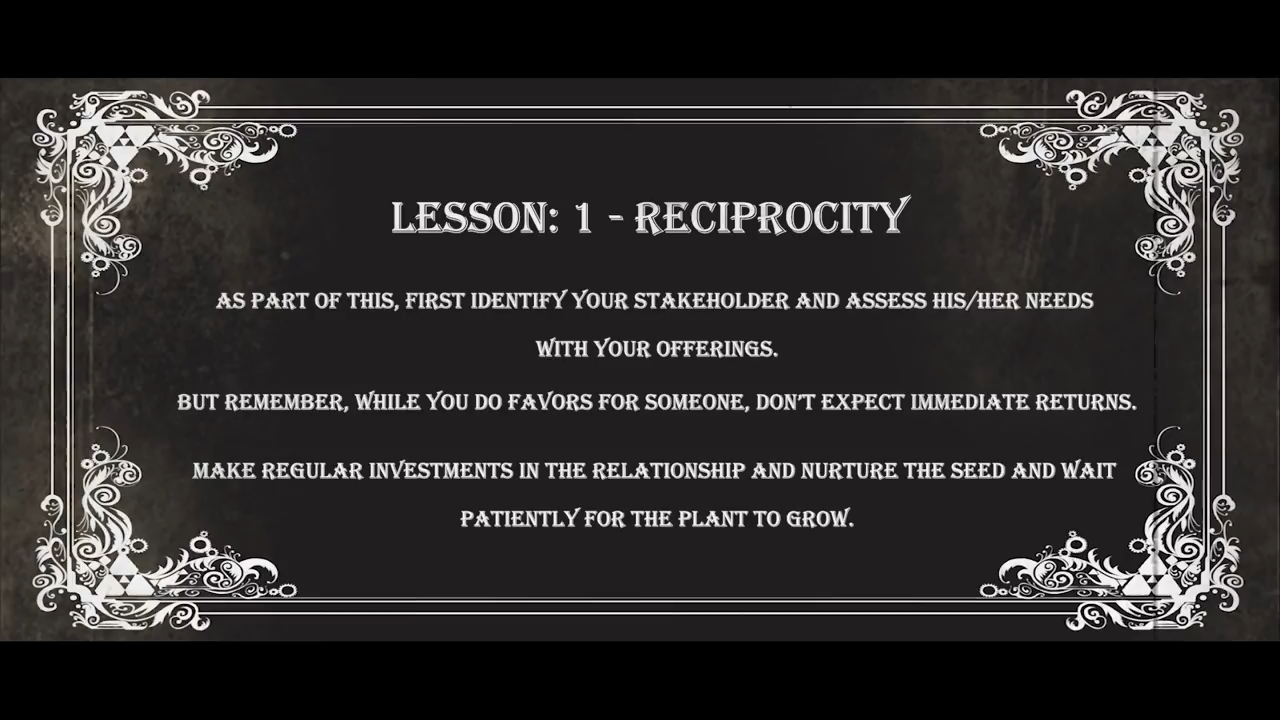 LESSON: 1 - RECIPROCITY
AS PART OF THIS, FIRST IDENTIFY YOUR STAKEHOLDER AND ASSESS HIS/HER NEEDS
WITH YOUR OFFERINGS.
BUT REMEMBER, WHILE YOU DO FAVORS FOR SOMEONE, DON'T EXPECT IMMEDIATE RETURNS.
MAKE REGULAR INVESTMENTS IN THE RELATIONSHIP AND NURTURE THE SEED AND WAIT
PATIENTLY FOR THE PLANT TO GROW.